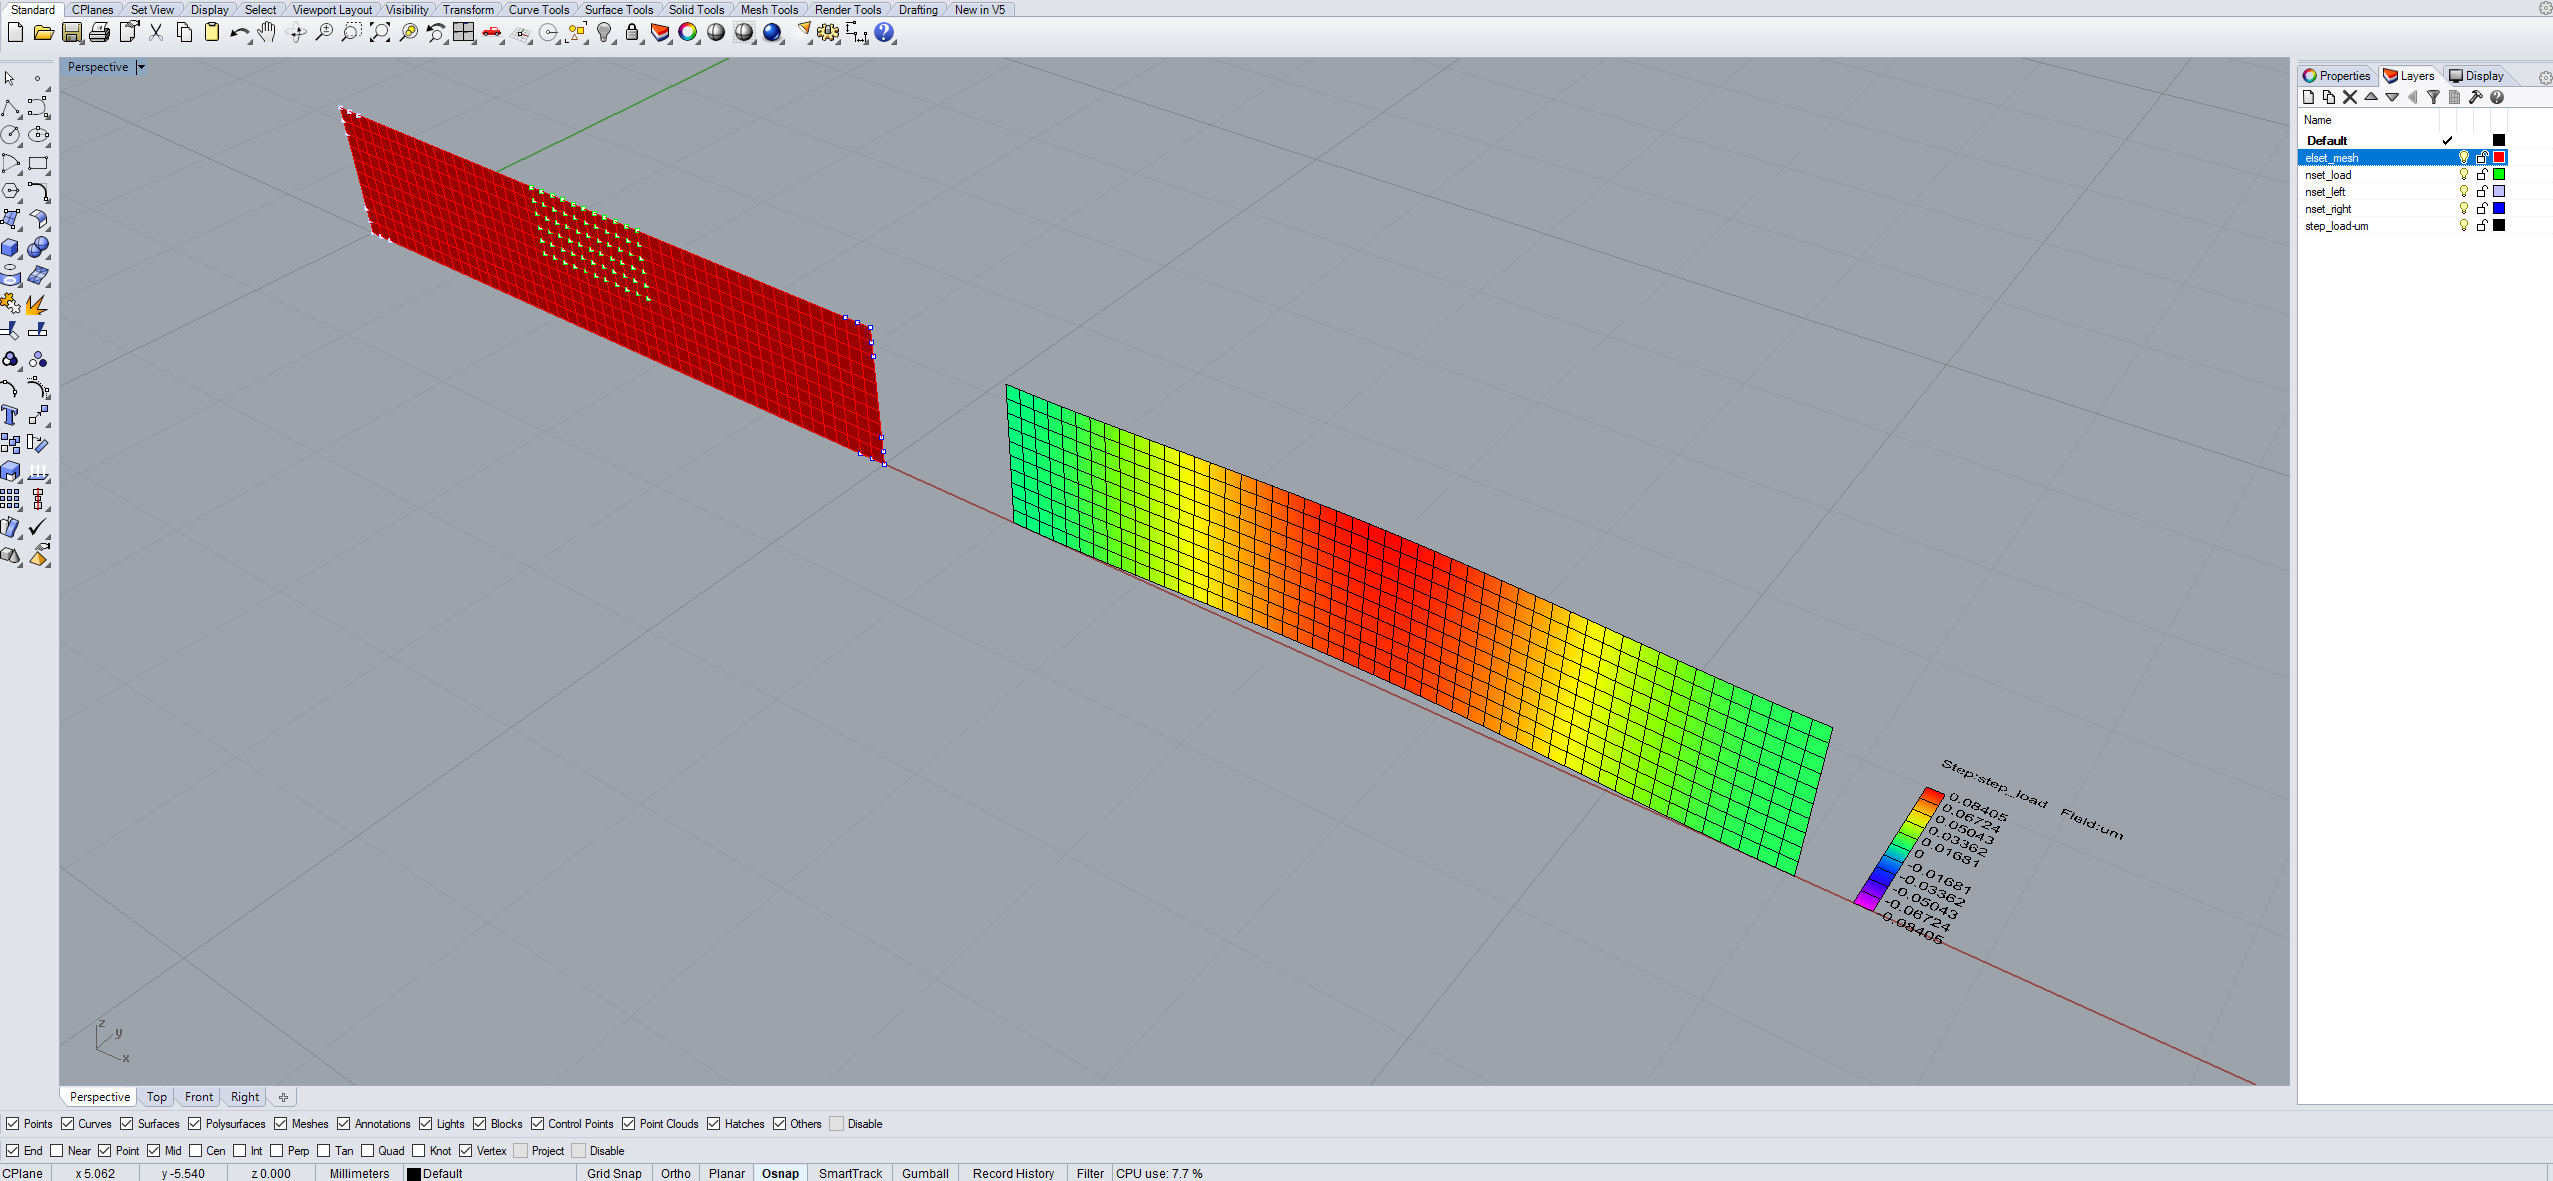 Standard CPlanes Set View Display Select Viewport Layout Visibility Transform Curve Tools Surface Tools Solid Tools Mesh Tools Render Tools Drafting New in V5
Perspective
Properties Layers Display
Name
Default
elset_mesh
nset_load
nset_left
nset_right
step_load-um
Step:step_load Field:um
0.08405
0.06724
0.05043
0.03362
0.01681
0
-0.01681
-0.03362
-0.05043
-0.06724
-0.08405
z
y
x
Perspective Top Front Right
Points Curves Surfaces Polysurfaces Meshes Annotations Lights Blocks Control Points Point Clouds Hatches Others Disable
End Near Point Mid Cen Int Perp Tan Quad Knot Vertex Project Disable
CPlane x 5.062 y -5.540 z 0.000 Millimeters Default Grid Snap Ortho Planar Osnap SmartTrack Gumball Record History Filter CPU use: 7.7 %